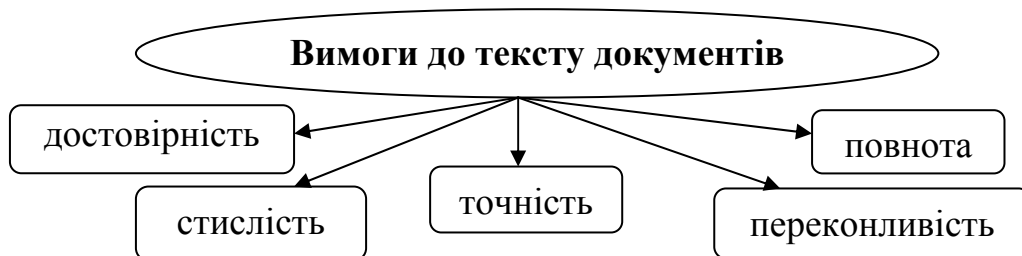 Вимоги до тексту документів
достовірність
стислість
точність
переконливість
повнота